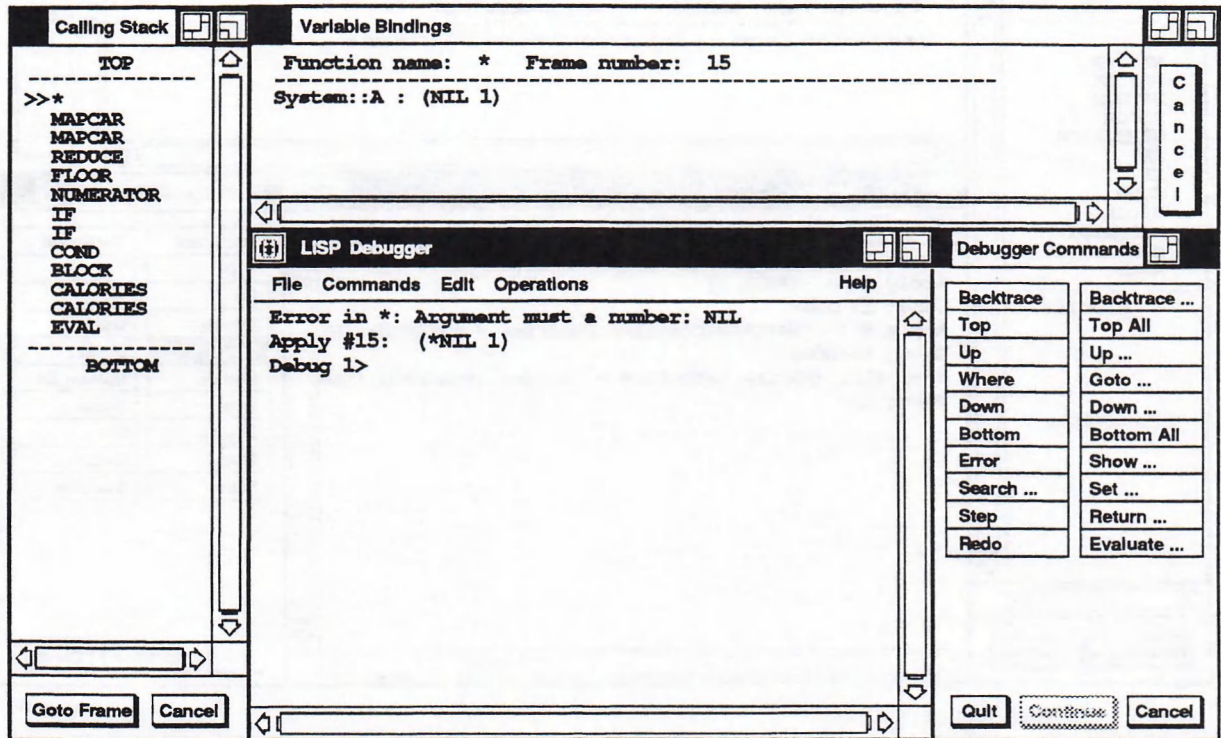 Calling Stack
TOP
>>*
MAPCAR
MAPCAR
REDUCE
FLOOR
NUMERATOR
IF
IF
COND
BLOCK
CALORIES
CALORIES
EVAL
BOTTOM
Goto Frame Cancel
Variable Bindings
Function name: * Frame number: 15
System::A : (NIL 1)
Cancel
LISP Debugger
File Commands Edit Operations Help
Error in *: Argument must a number: NIL
Apply #15: (*NIL 1)
Debug 1>
Debugger Commands
Backtrace Backtrace ...
Top Top All
Up Up ...
Where Goto ...
Down Down ...
Bottom Bottom All
Error Show ...
Search ... Set ...
Step Return ...
Redo Evaluate ...
Quit Continue Cancel